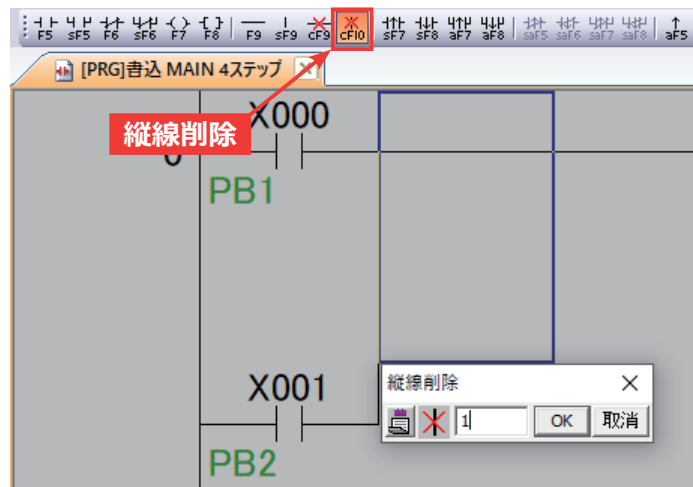 F5 sF5 F6 sF6 F7 F8 F9 sF9 cF9 cF10 sF7 sF8 aF7 aF8 saF5 saF6 saF7 saF8 aF5
[PRG]書込 MAIN 4ステップ
縦線削除
X000
0
PB1
縦線削除
1
OK 取消
X001
PB2